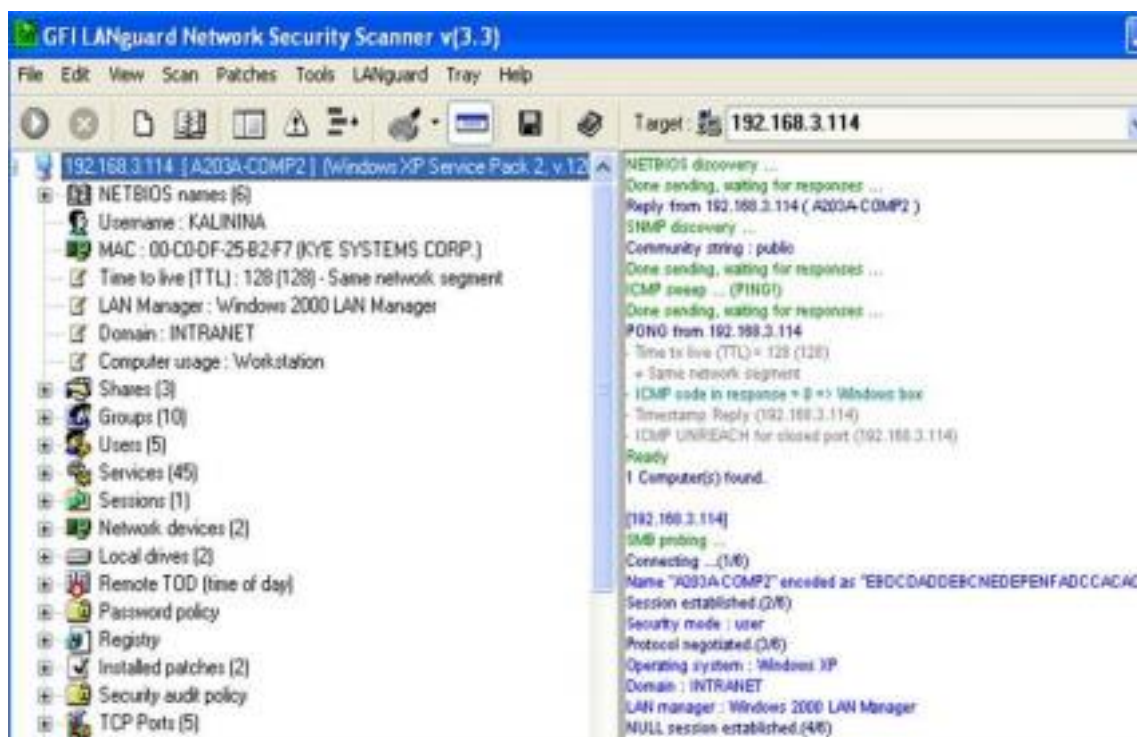 GFI LANguard Network Security Scanner v(3.3)
File Edit View Scan Patches Tools LANguard Tray Help
Target : 192.168.3.114
192.168.3.114 [ A203A-COMP2 ] (Windows XP Service Pack 2, v.12
NETBIOS names (6)
Username : KALININA
MAC : 00-C0-DF-25-B2-F7 (KYE SYSTEMS CORP.)
Time to live (TTL) : 128 (128) - Same network segment
LAN Manager : Windows 2000 LAN Manager
Domain : INTRANET
Computer usage : Workstation
Shares (3)
Groups (10)
Users (5)
Services (45)
Sessions (1)
Network devices (2)
Local drives (2)
Remote TOD (time of day)
Password policy
Registry
Installed patches (2)
Security audit policy
TCP Ports (5)
NETBIOS discovery ...
Done sending, waiting for responses ...
Reply from 192.168.3.114 ( A203A-COMP2 )
SNMP discovery ...
Community string : public
Done sending, waiting for responses ...
ICMP sweep ... (PING!)
Done sending, waiting for responses ...
PONG from 192.168.3.114
- Time to live (TTL) = 128 (128)
+ Same network segment
- ICMP code in response = 0 => Windows box
- Timestamp Reply (192.168.3.114)
- ICMP UNREACH for closed port (192.168.3.114)
Ready
1 Computer(s) found.
[192.168.3.114]
SMB probing ...
Connecting ...(1/6)
Name "A203A-COMP2" encoded as
Session established.(2/6)
Security mode : user
Protocol negotiated.(3/6)
Operating system : Windows XP
Domain : INTRANET
LAN manager : Windows 2000 LAN Manager
NULL session established.(4/6)